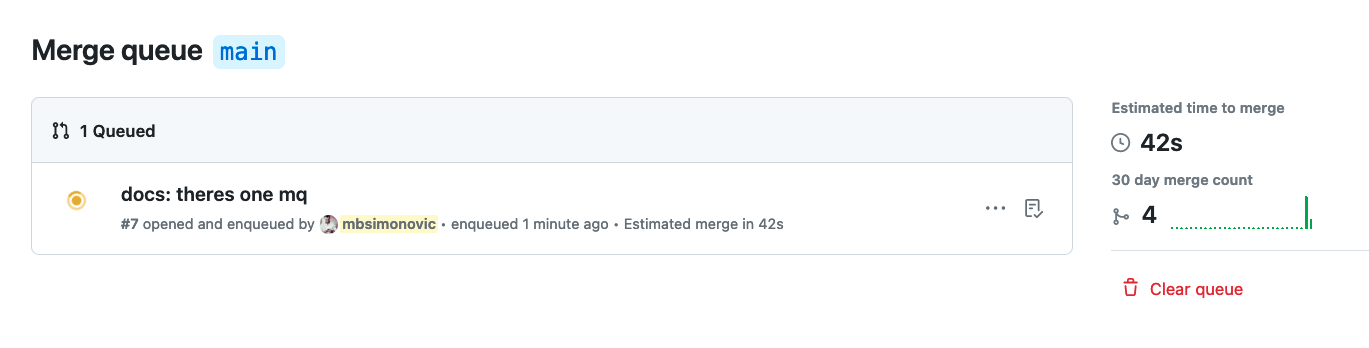 Merge queue main
1 Queued
docs: theres one mq
#7 opened and enqueued by mbsimonovic • enqueued 1 minute ago • Estimated merge in 42s
Estimated time to merge
42s
30 day merge count
4
Clear queue